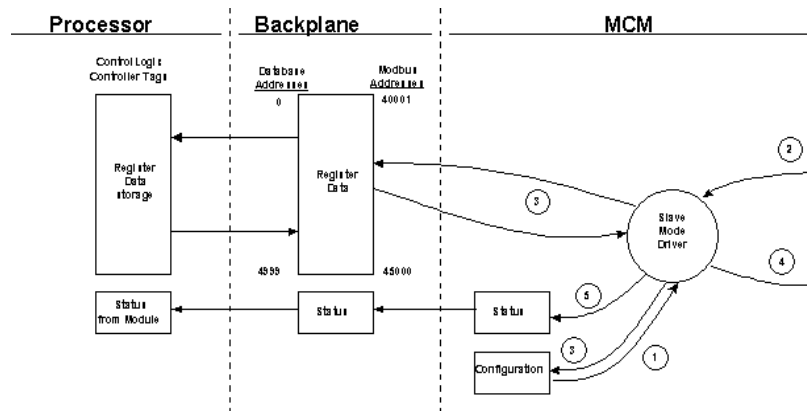 Processor
Backplane
MCM
Control Logix
Controller Tags
Database
Addresses
0
Modbus
Addresses
40001
Register
Data
storage
Register
Data
4999
45000
Status
from Module
Status
Status
Configuration
Slave
Mode
Driver
2
3
4
5
3
1